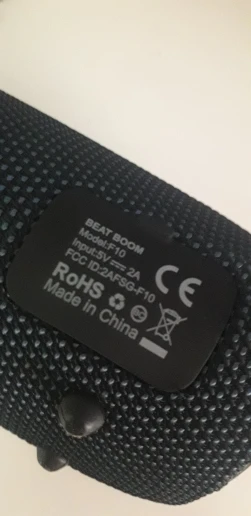 BEAT BOOM
Model:F10
Input:5V⎓2A
FCC ID:2AFSG-F10
CE
RoHS
Made in China